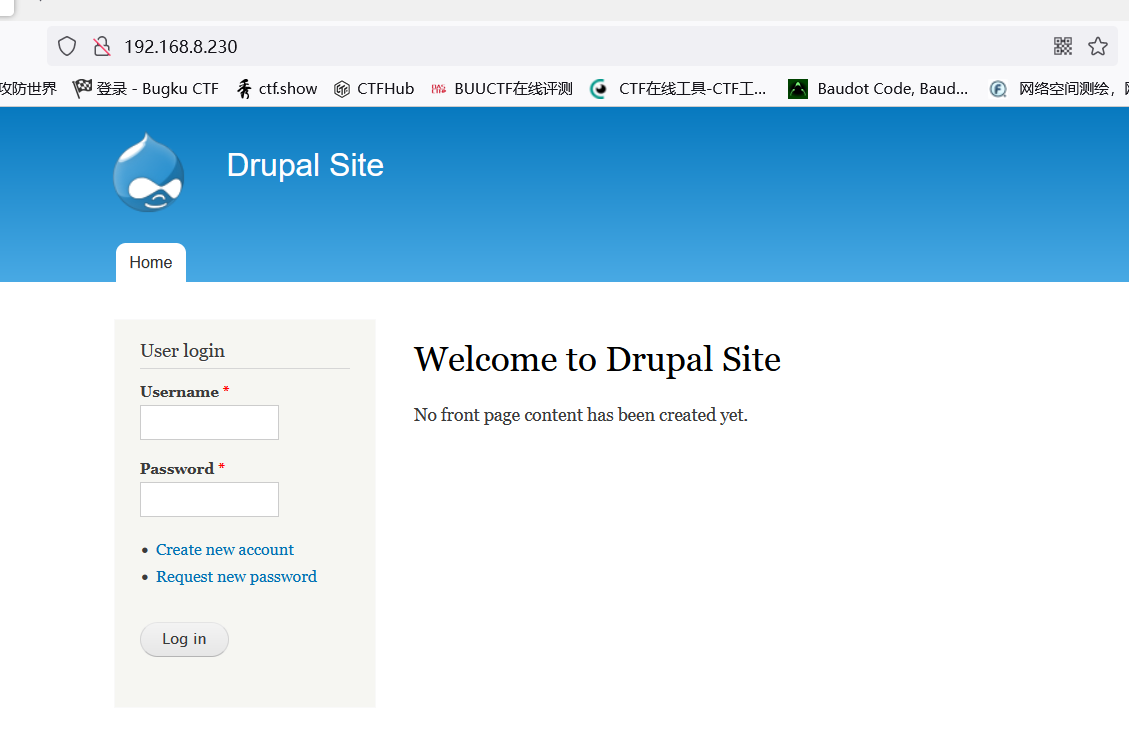 192.168.8.230
攻防世界 登录 - Bugku CTF ctf.show CTFHub BUUCTF在线评测 CTF在线工具-CTF工... Baudot Code, Baud... 网络空间测绘，
Drupal Site
Home
User login
Welcome to Drupal Site
Username *
No front page content has been created yet.
Password *
Create new account
Request new password
Log in